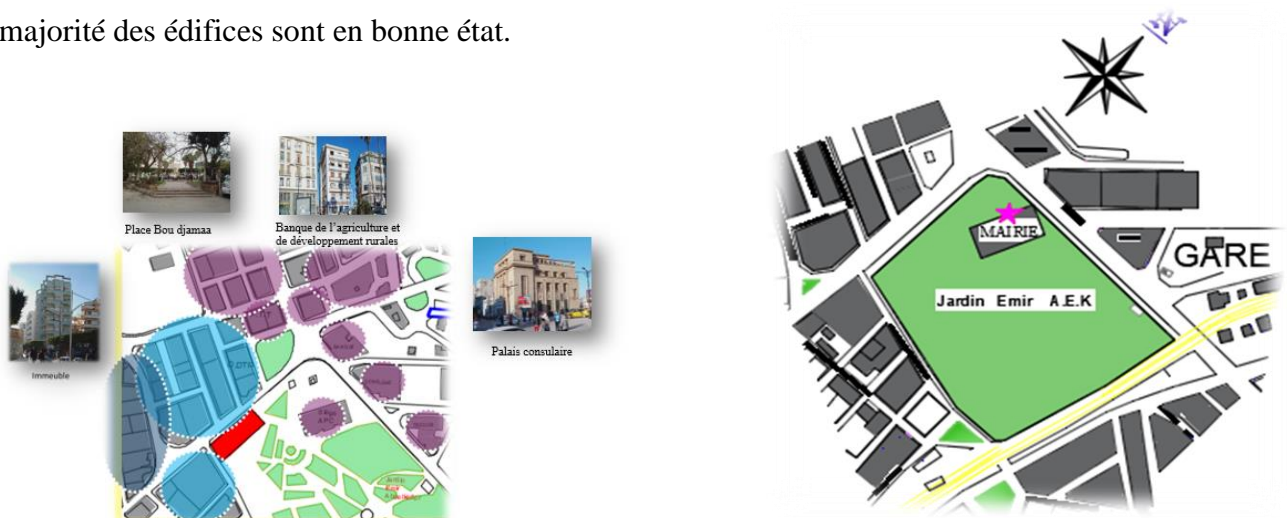 majorité des édifices sont en bonne état.
Place Bou djamaa
Banque de l'agriculture et
de développement rurales
Immeuble
Palais consulaire
MAIRIE
GARE
Jardin Emir A.E.K